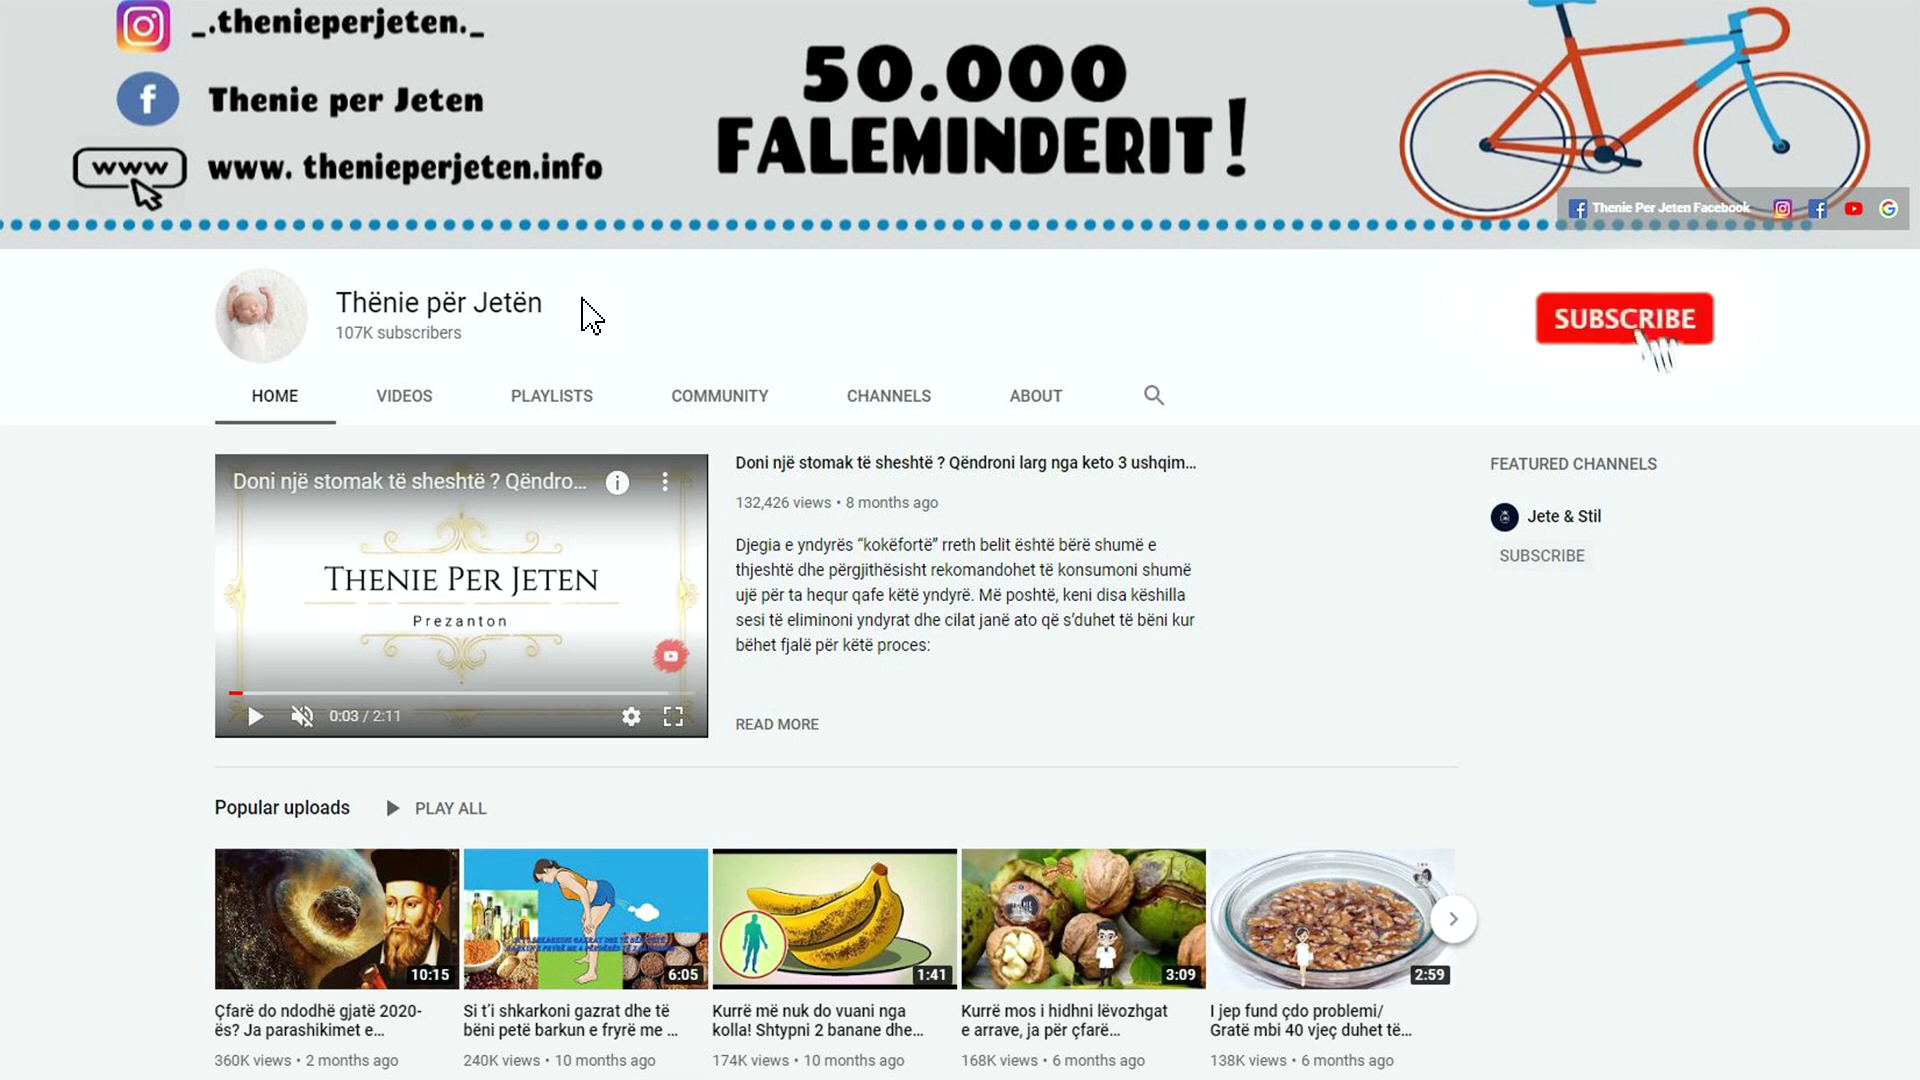 _.thenieperjeten._
Thenie per Jeten
www
www. thenieperjeten.info
50.000
FALEMINDERIT!
Thenie Per Jeten Facebook
Thënie për Jetën
107K subscribers
SUBSCRIBE
HOME
VIDEOS
PLAYLISTS
COMMUNITY
CHANNELS
ABOUT
Doni një stomak të sheshtë ? Qëndro...
THENIE PER JETEN
Prezanton
0:03 / 2:11
Doni një stomak të sheshtë ? Qëndroni larg nga keto 3 ushqim...
132,426 views • 8 months ago
Djegia e yndyrës “kokëfortë” rreth belit është bërë shumë e
thjeshtë dhe përgjithësisht rekomandohet të konsumoni shumë
ujë për ta hequr qafe këtë yndyrë. Më poshtë, keni disa këshilla
sesi të eliminoni yndyrat dhe cilat janë ato që s’duhet të bëni kur
bëhet fjalë për këtë proces:
READ MORE
FEATURED CHANNELS
Jete & Stil
SUBSCRIBE
Popular uploads
PLAY ALL
10:15
6:05
1:41
3:09
2:59
Çfarë do ndodhë gjatë 2020-
ës? Ja parashikimet e...
360K views • 2 months ago
Si t’i shkarkoni gazrat dhe të
bëni petë barkun e fryrë me ...
240K views • 10 months ago
Kurrë më nuk do vuani nga
kolla! Shtypni 2 banane dhe...
174K views • 10 months ago
Kurrë mos i hidhni lëvozhgat
e arrave, ja për çfarë...
168K views • 6 months ago
I jep fund çdo problemi/
Gratë mbi 40 vjeç duhet të...
138K views • 6 months ago